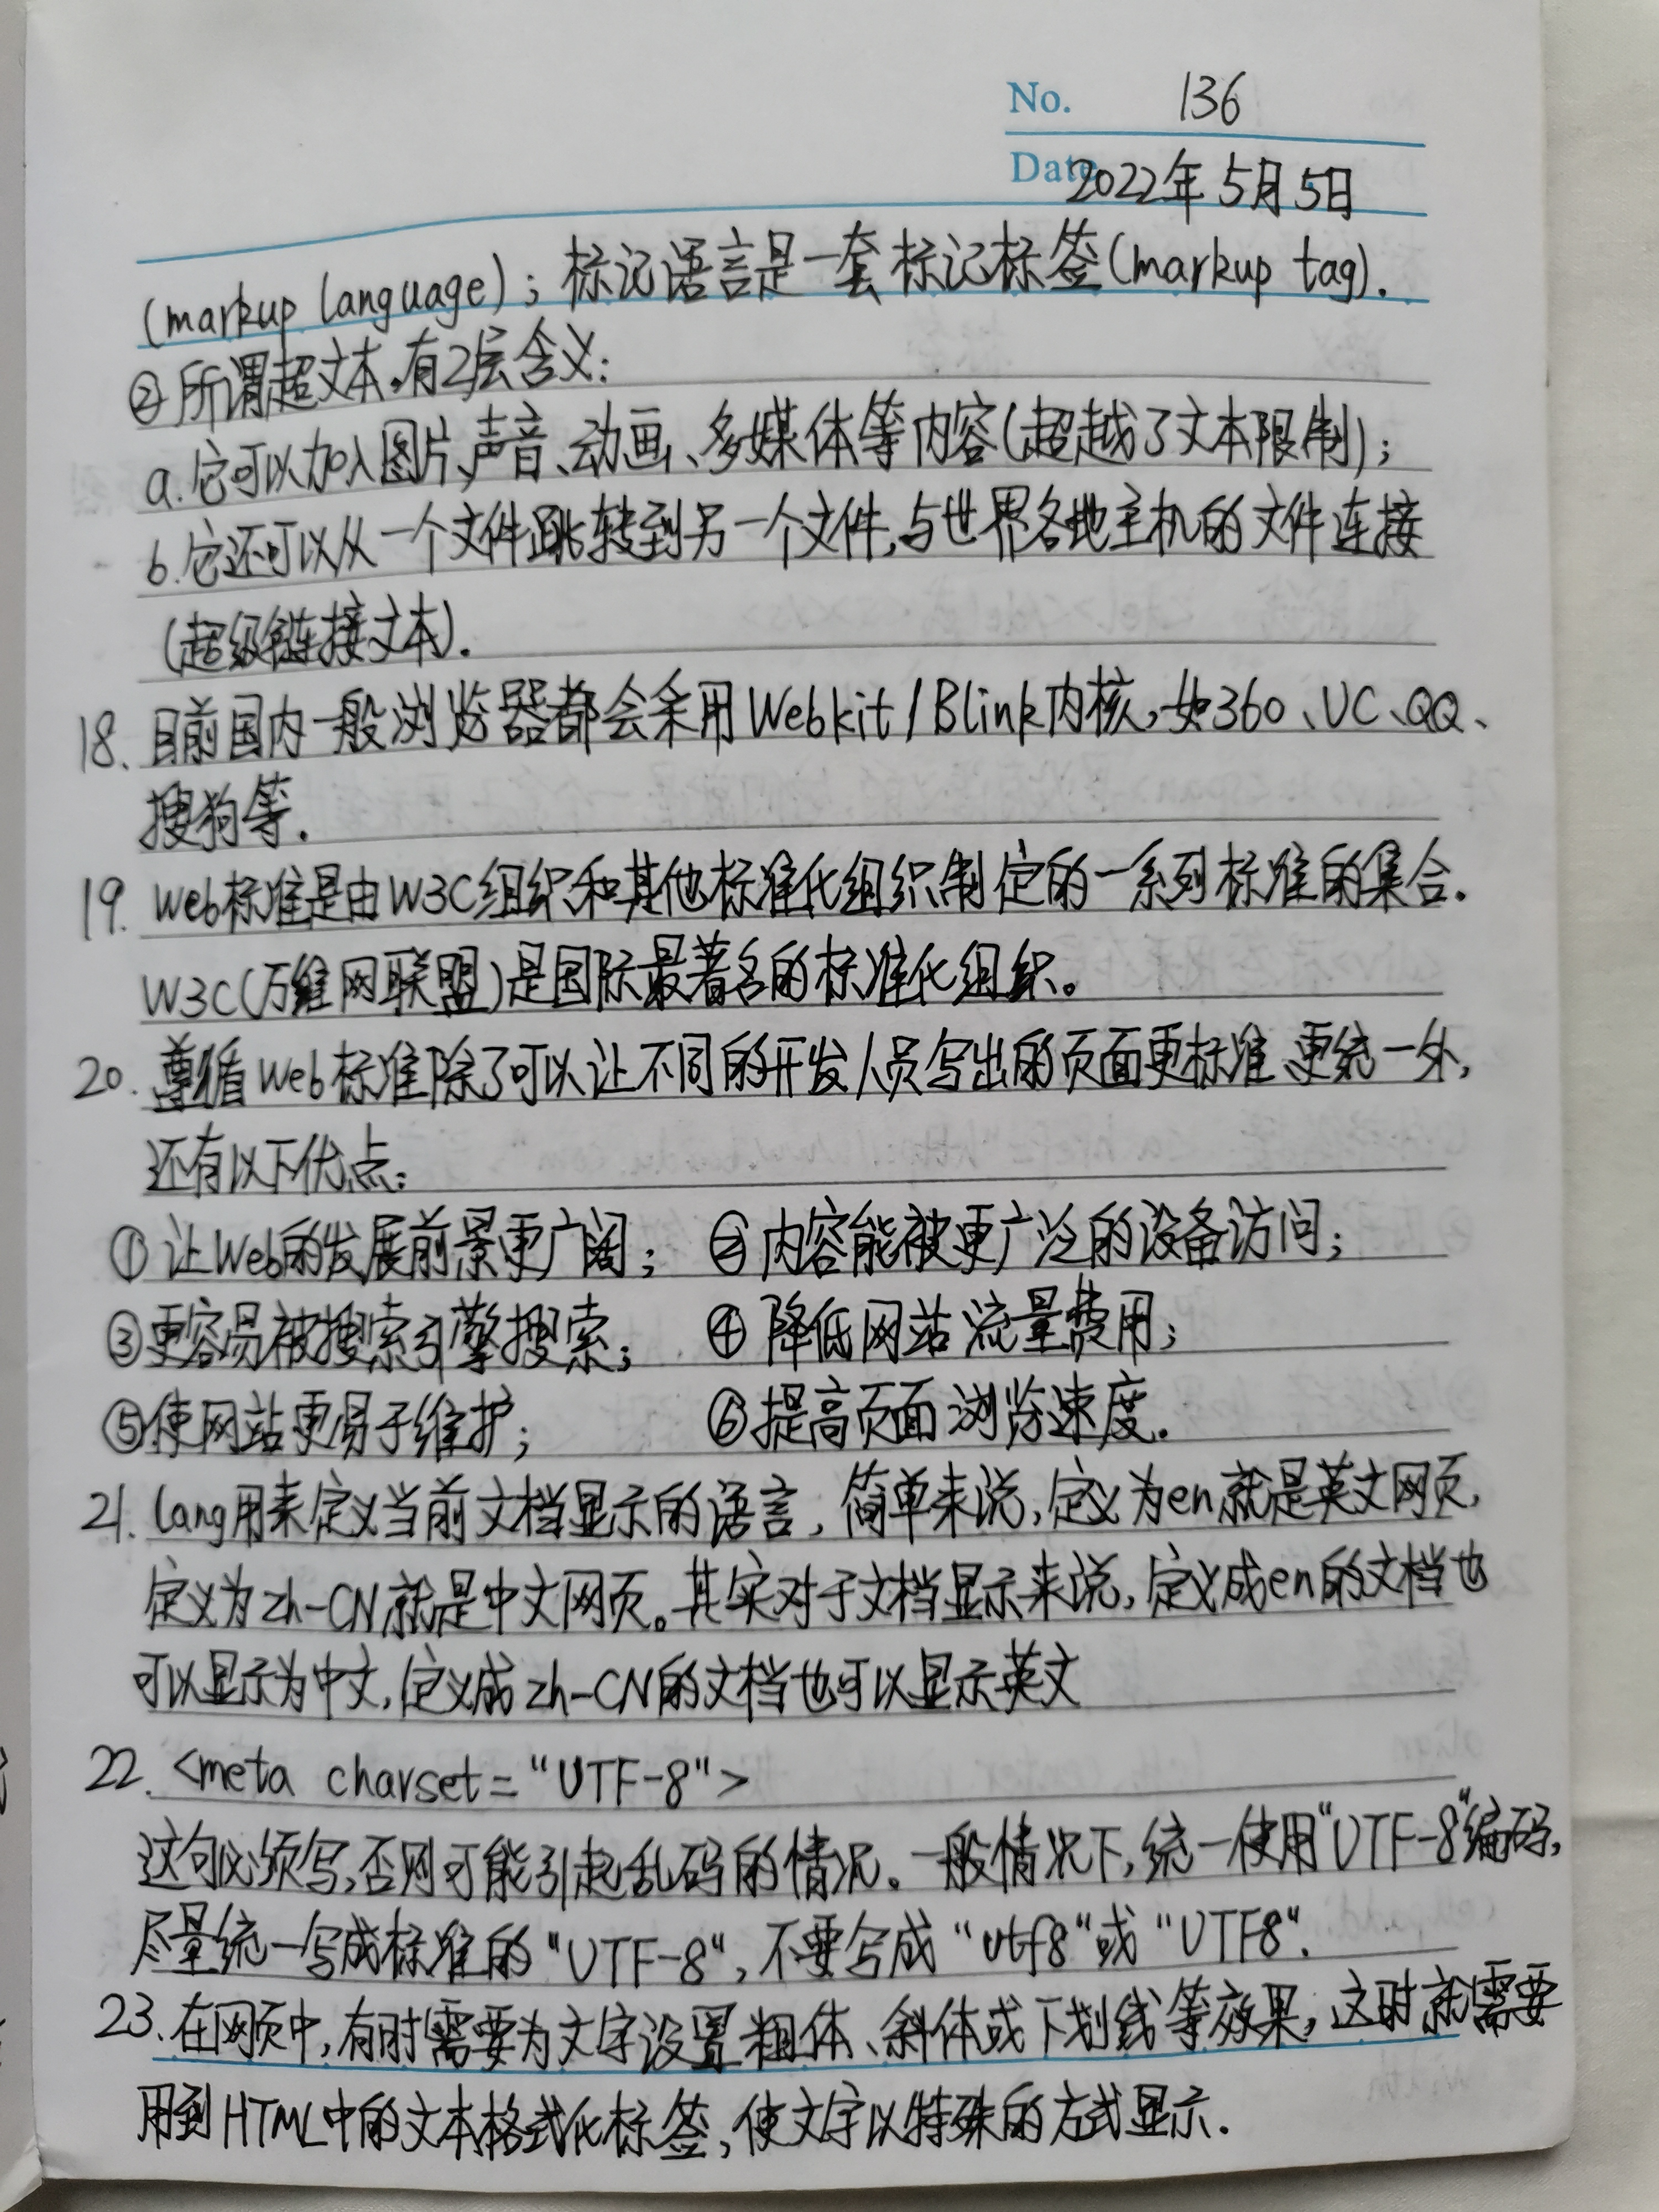 No. 136
Date 2022年5月5日
(markup language)；标记语言是一套标记标签(markup tag).
② 所谓超文本,有2层含义:
a.它可以加入图片、声音、动画、多媒体等内容(超越了文本限制)；
b.它还可以从一个文件跳转到另一个文件,与世界各地主机的文件连接
(超级链接文本).
18、目前国内一般浏览器都会采用Webkit/Blink内核,如360、UC、QQ、
搜狗等.
19. Web标准是由W3C组织和其他标准化组织制定的一系列标准的集合.
W3C(万维网联盟)是国际最著名的标准化组织。
20. 遵循Web标准除了可以让不同的开发人员写出的页面更标准、更统一外,
还有以下优点:
① 让Web的发展前景更广阔； ② 内容能被更广泛的设备访问；
③更容易被搜索引擎搜索； ④ 降低网站流量费用；
⑤使网站更易于维护； ⑥提高页面浏览速度.
21. lang用来定义当前文档显示的语言,简单来说,定义为en就是英文网页,
定义为zh-CN就是中文网页。其实对于文档显示来说,定义成en的文档也
可以显示为中文,定义成zh-CN的文档也可以显示英文
22. <meta charset="UTF-8">
这句必须写,否则可能引起乱码的情况。一般情况下,统一使用"UTF-8"编码,
尽量统一写成标准的"UTF-8",不要写成"utf8"或"UTF8".
23、在网页中,有时需要为文字设置粗体、斜体或下划线等效果,这时就需要
用到HTML中的文本格式化标签,使文字以特殊的方式显示.